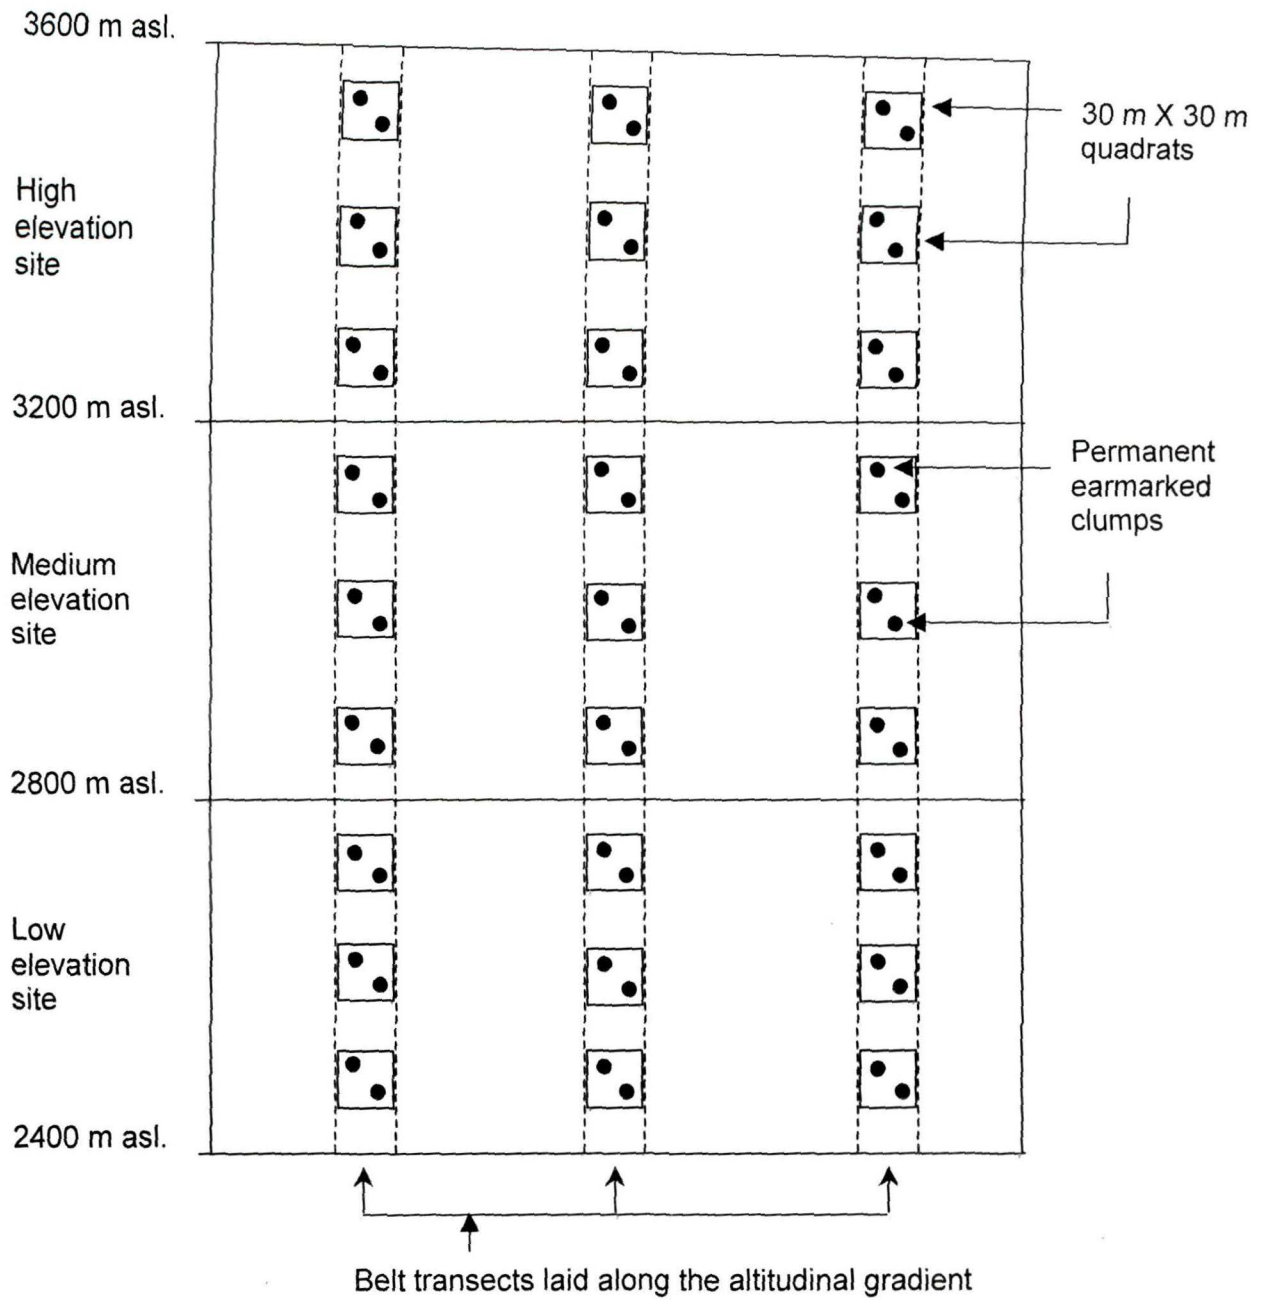 3600 m asl.
30 m X 30 m
quadrats
High
elevation
site
3200 m asl.
Permanent
earmarked
clumps
Medium
elevation
site
2800 m asl.
Low
elevation
site
2400 m asl.
Belt transects laid along the altitudinal gradient